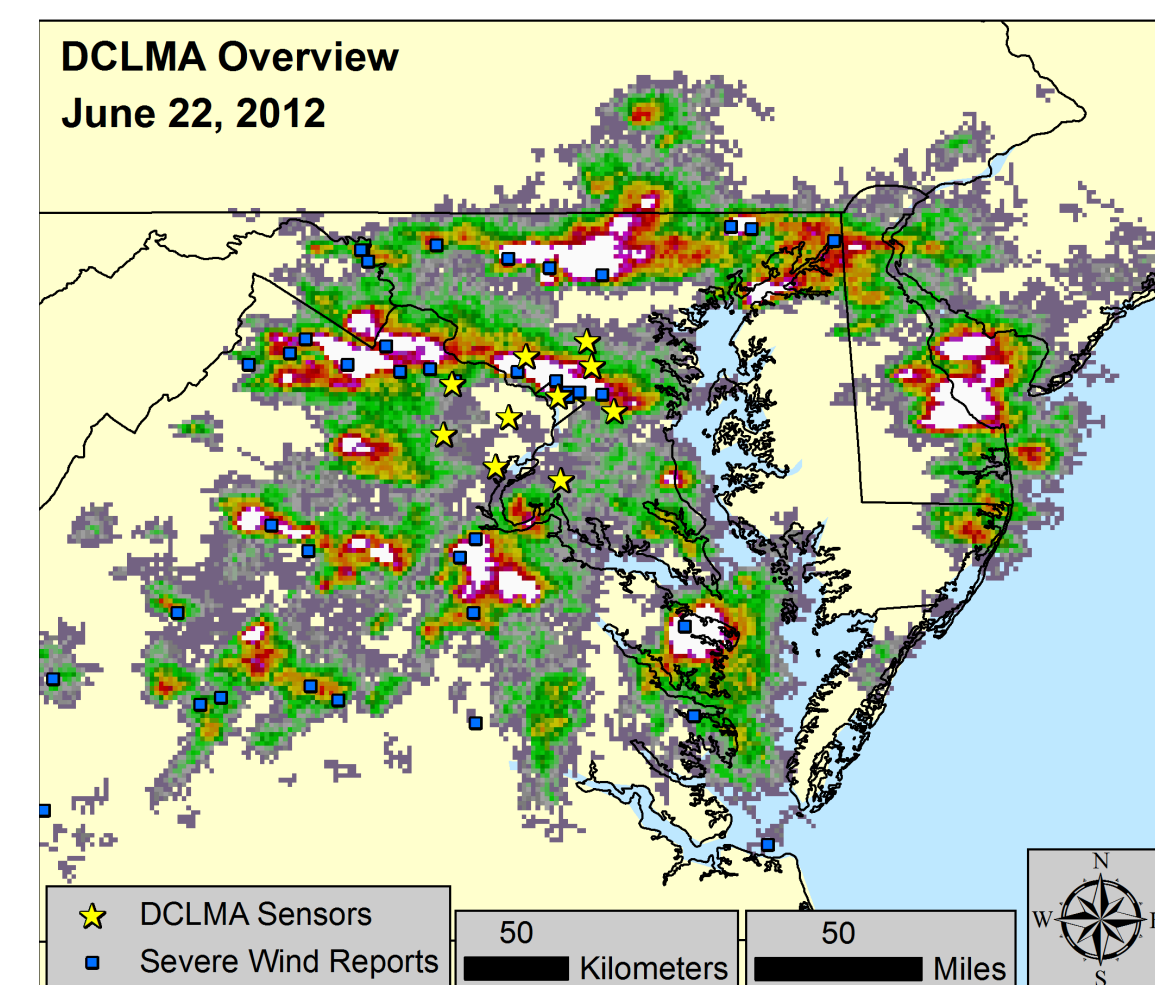 DCLMA Overview
June 22, 2012
DCLMA Sensors
Severe Wind Reports
50
Kilometers
50
Miles
N
W
E
S